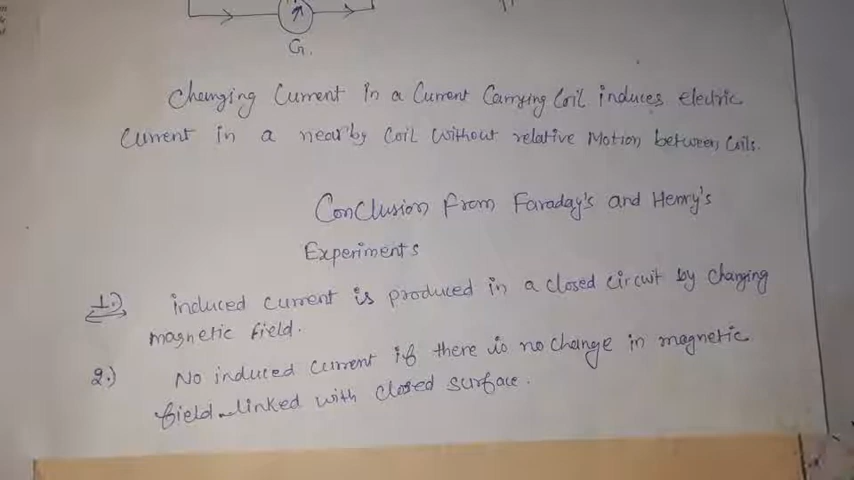 G.
Changing Current in a Current Carrying Coil induces electric
Current in a nearby Coil without relative Motion between Coils.
Conclusion from Faraday's and Henry's
Experiments
1.) induced current is produced in a closed circuit by changing
magnetic field.
2.) No induced current if there is no change in magnetic
field linked with closed surface.